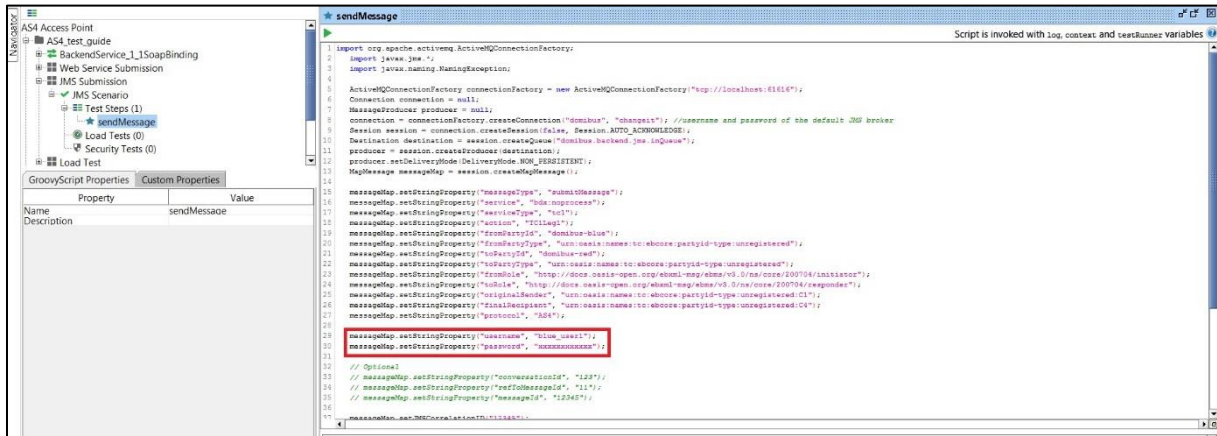 Navigator
AS4 Access Point
AS4_test_guide
BackendService_1_1SoapBinding
Web Service Submission
JMS Submission
JMS Scenario
Test Steps (1)
sendMessage
Load Tests (0)
Security Tests (0)
Load Test
GroovyScript Properties Custom Properties
Property Value
Name sendMessage
Description
sendMessage
Script is invoked with log, context and testRunner variables
1 import org.apache.activemq.ActiveMQConnectionFactory;
2 import javax.jms.*;
3 import javax.naming.NamingException;
4
5 ActiveMQConnectionFactory connectionFactory = new ActiveMQConnectionFactory("tcp://localhost:61616");
6 Connection connection = null;
7 MessageProducer producer = null;
8 connection = connectionFactory.createConnection("domibus", "changeit"); //username and password of the default JMS broker
9 Session session = connection.createSession(false, Session.AUTO_ACKNOWLEDGE);
10 Destination destination = session.createQueue("domibus.backend.jms.inQueue");
11 producer = session.createProducer(destination);
12 producer.setDeliveryMode(DeliveryMode.NON_PERSISTENT);
13 MapMessage messageMap = session.createMapMessage();
14
15 messageMap.setStringProperty("messageType", "submitMessage");
16 messageMap.setStringProperty("service", "bdx:noprocess");
17 messageMap.setStringProperty("serviceType", "tc1");
18 messageMap.setStringProperty("action", "TC1Leg1");
19 messageMap.setStringProperty("fromPartyId", "domibus-blue");
20 messageMap.setStringProperty("fromPartyType", "urn:oasis:names:tc:ebcore:partyid-type:unregistered");
21 messageMap.setStringProperty("toPartyId", "domibus-red");
22 messageMap.setStringProperty("toPartyType", "urn:oasis:names:tc:ebcore:partyid-type:unregistered");
23 messageMap.setStringProperty("fromRole", "http://docs.oasis-open.org/ebxml-msg/ebms/v3.0/ns/core/200704/initiator");
24 messageMap.setStringProperty("toRole", "http://docs.oasis-open.org/ebxml-msg/ebms/v3.0/ns/core/200704/responder");
25 messageMap.setStringProperty("originalSender", "urn:oasis:names:tc:ebcore:partyid-type:unregistered:C1");
26 messageMap.setStringProperty("finalRecipient", "urn:oasis:names:tc:ebcore:partyid-type:unregistered:C4");
27 messageMap.setStringProperty("protocol", "AS4");
28
29 messageMap.setStringProperty("username", "blue_user1");
30 messageMap.setStringProperty("password", "xxxxxxxxxxxx");
31
32 // Optional
33 // messageMap.setStringProperty("conversationId", "123");
34 // messageMap.setStringProperty("refToMessageId", "11");
35 // messageMap.setStringProperty("messageId", "12345");
36
37 messageMap.setJMSCorrelationID("12345");